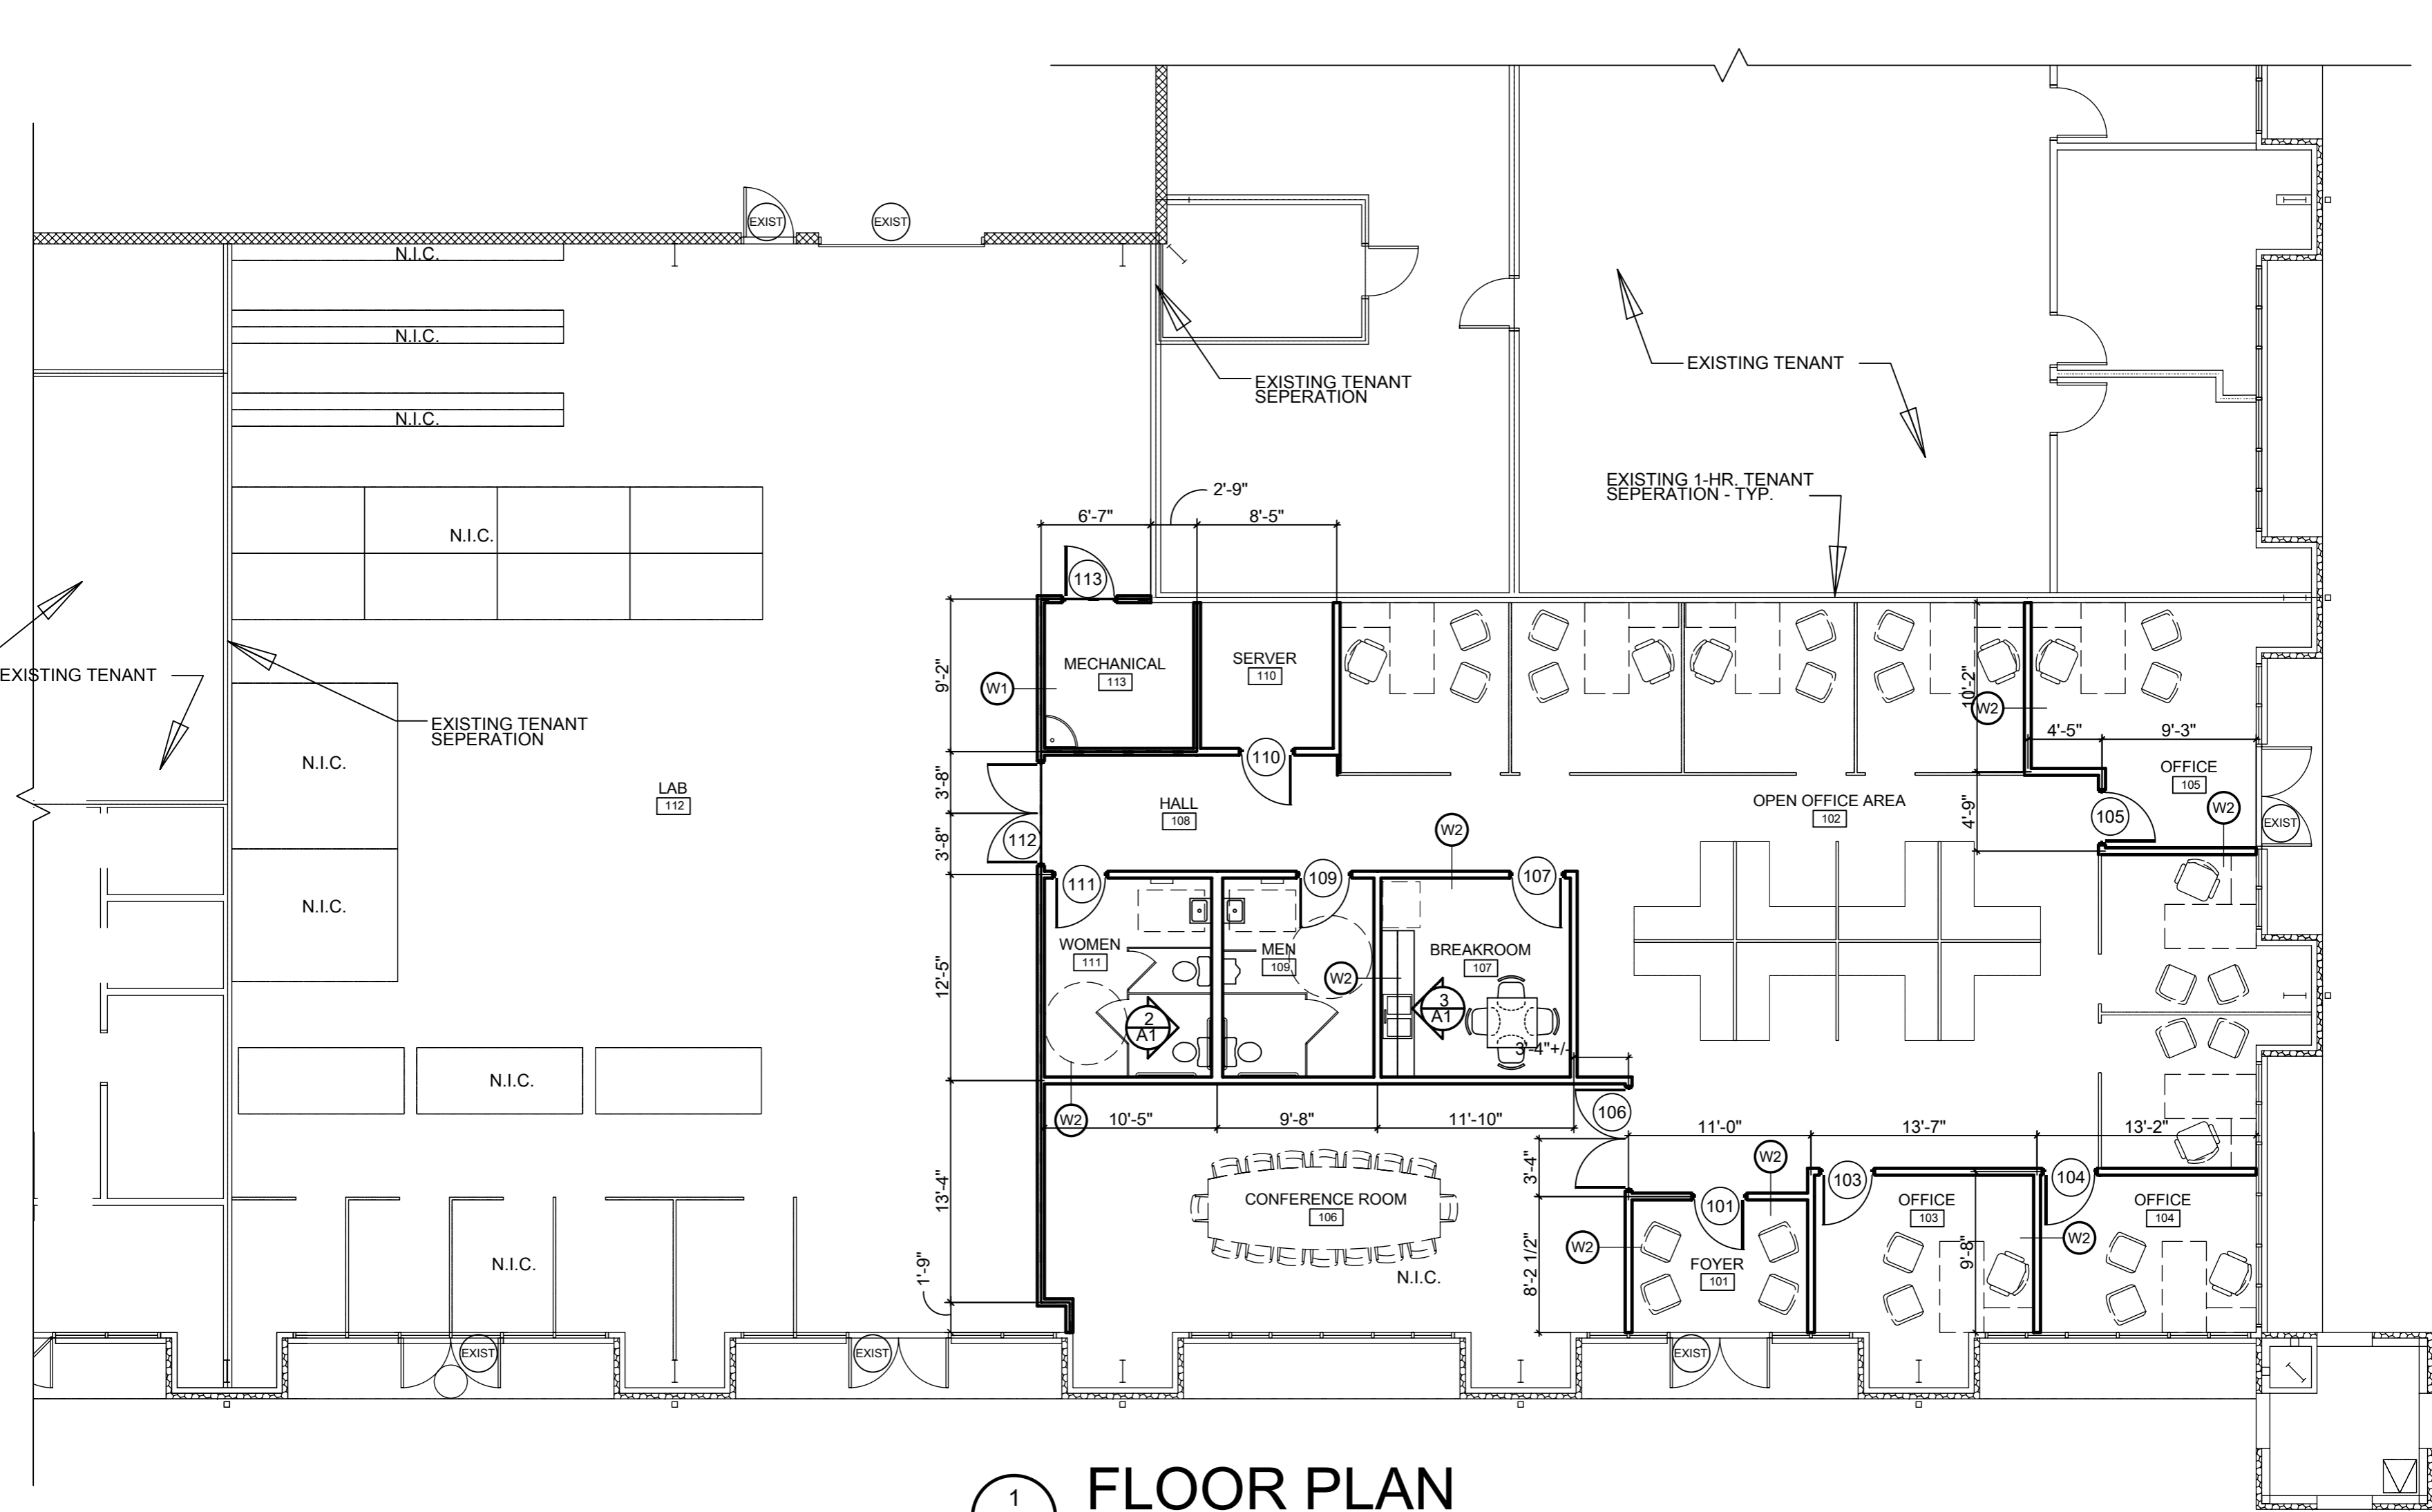 EXIST
EXIST
N.I.C.
N.I.C.
N.I.C.
N.I.C.
EXISTING TENANT
SEPERATION
EXISTING TENANT
EXISTING 1-HR. TENANT
SEPERATION - TYP.
2'-9"
6'-7"
8'-5"
113
9'-2"
W1
MECHANICAL
113
SERVER
110
EXISTING TENANT
EXISTING TENANT
SEPERATION
N.I.C.
LAB
112
N.I.C.
10'-2"
W2
4'-5"
9'-3"
OFFICE
105
W2
EXIST
105
4'-9"
OPEN OFFICE AREA
102
110
3'-8"
HALL
108
3'-8"
112
W2
111
109
107
12'-5"
WOMEN
111
MEN
109
W2
BREAKROOM
107
2
A1
3
A1
3'-4"+/-
N.I.C.
W2
10'-5"
9'-8"
11'-10"
106
11'-0"
13'-7"
13'-2"
W2
3'-4"
13'-4"
CONFERENCE ROOM
106
N.I.C.
101
103
104
OFFICE
103
OFFICE
104
W2
8'-2 1/2"
FOYER
101
9'-8"
W2
N.I.C.
1'-9"
EXIST
EXIST
EXIST
1
FLOOR PLAN